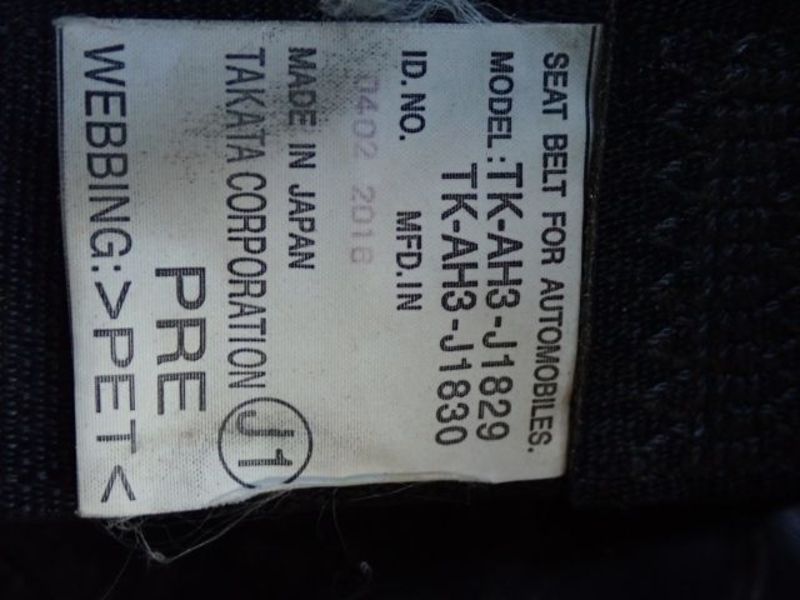 SEAT BELT FOR AUTOMOBILES.
MODEL:TK-AH3-J1829
TK-AH3-J1830
ID.NO. MFD.IN
0402 2018
MADE IN JAPAN
TAKATA CORPORATION J1
PRE
WEBBING:>PET<